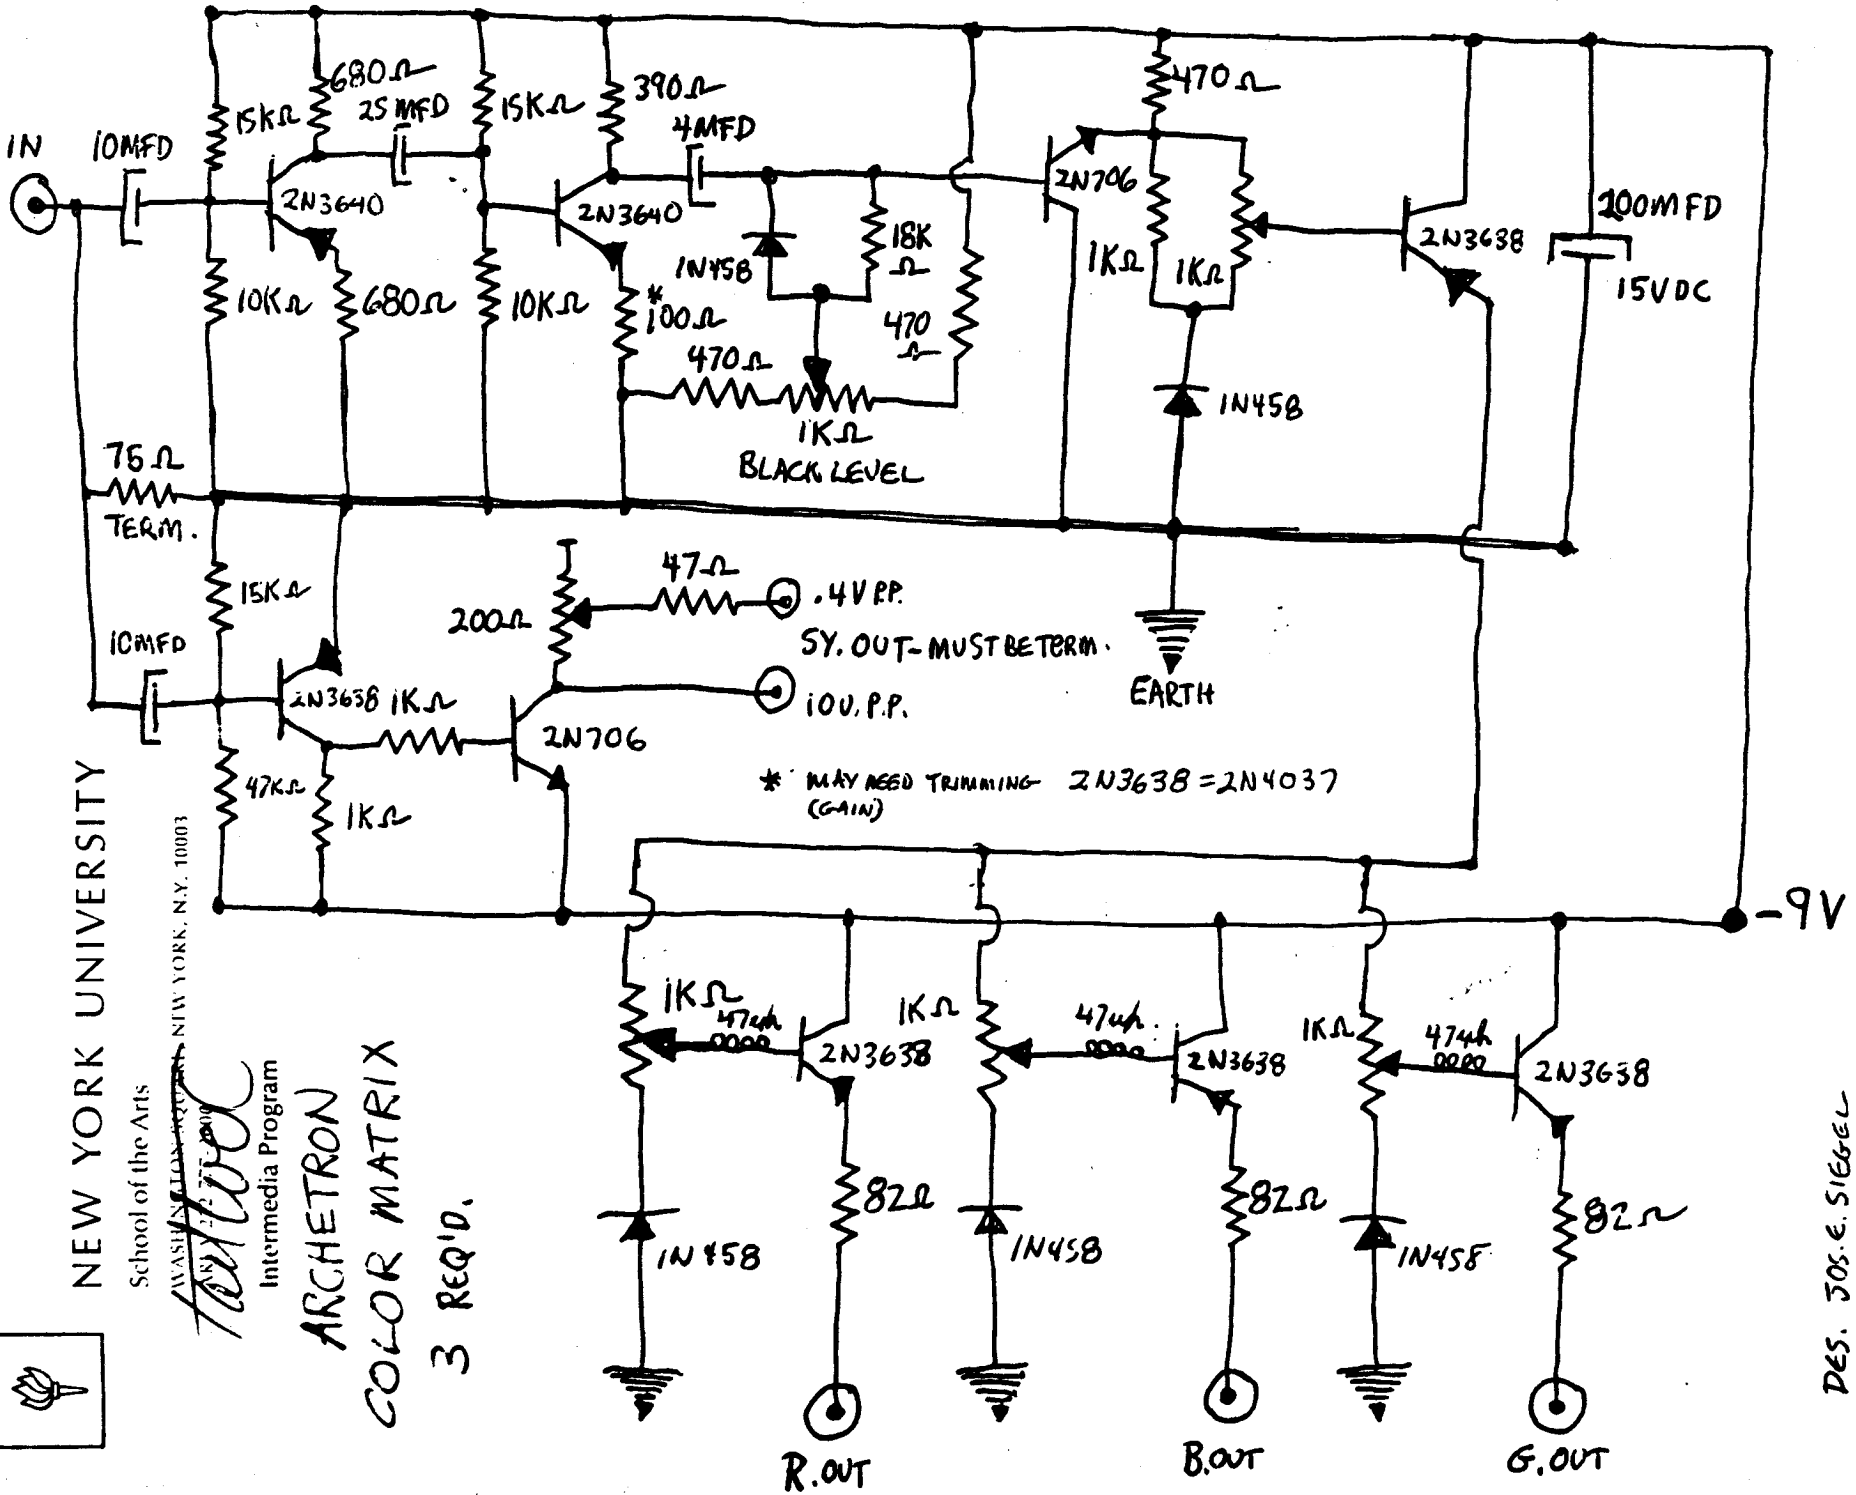 680Ω
25MFD
15KΩ
15KΩ
390Ω
4MFD
470Ω
IN
10MFD
2N3640
2N3640
2N706
2N3638
200MFD
15VDC
18K
Ω
1N458
10KΩ
680Ω
10KΩ
*
100Ω
470Ω
470
Ω
1KΩ
1KΩ
1N458
1KΩ
BLACK LEVEL
75Ω
TERM.
15KΩ
10MFD
200Ω
47Ω
.4V P.P.
SY. OUT-MUST BE TERM.
EARTH
2N3638
1KΩ
2N706
10V. P.P.
47KΩ
1KΩ
* MAY NEED TRIMMING 2N3638=2N4037
(GAIN)
-9V
1KΩ
47uh
2N3638
1KΩ
47uh.
2N3638
1KΩ
47uh
2N3638
82Ω
82Ω
82Ω
1N458
1N458
1N458
R.OUT
B.OUT
G.OUT
NEW YORK UNIVERSITY
School of the Arts
NEW YORK, N.Y. 10003
Intermedia Program
ARCHETRON
COLOR MATRIX
3 REQ'D.
DES. JOS. E. SIEGEL